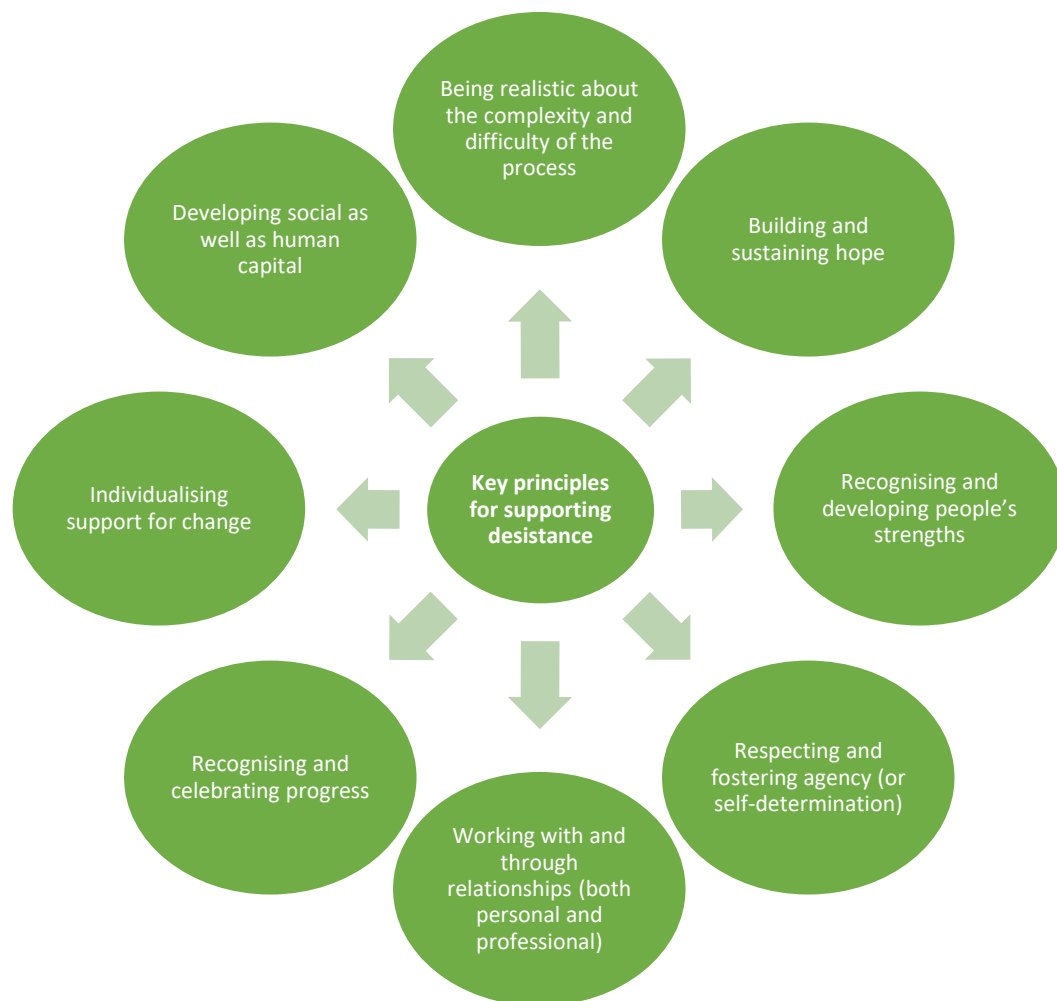 Being realistic about
the complexity and
difficulty of the
process
Building and
sustaining hope
Recognising and
developing people’s
strengths
Respecting and
fostering agency (or
self-determination)
Working with and
through
relationships (both
personal and
professional)
Recognising and
celebrating progress
Individualising
support for change
Developing social as
well as human
capital
Key principles
for supporting
desistance